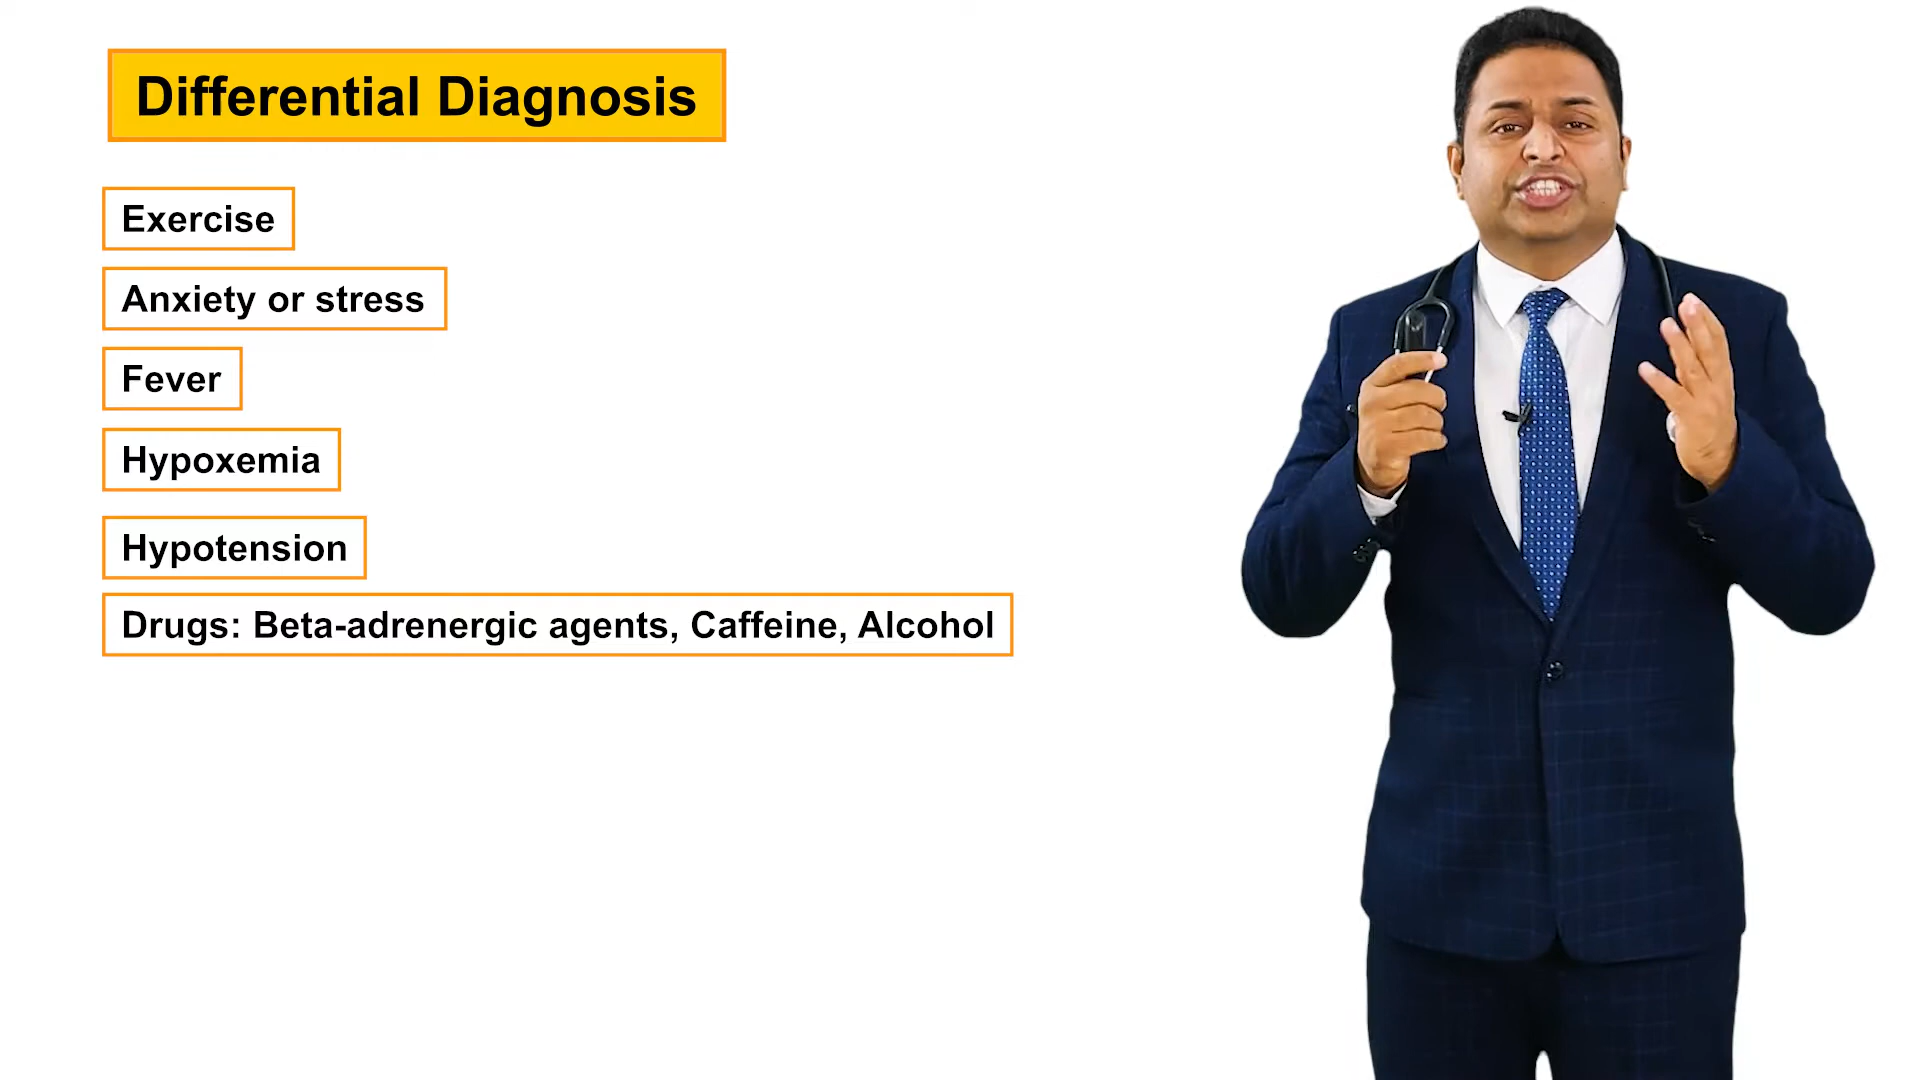 Differential Diagnosis
Exercise
Anxiety or stress
Fever
Hypoxemia
Hypotension
Drugs: Beta-adrenergic agents, Caffeine, Alcohol